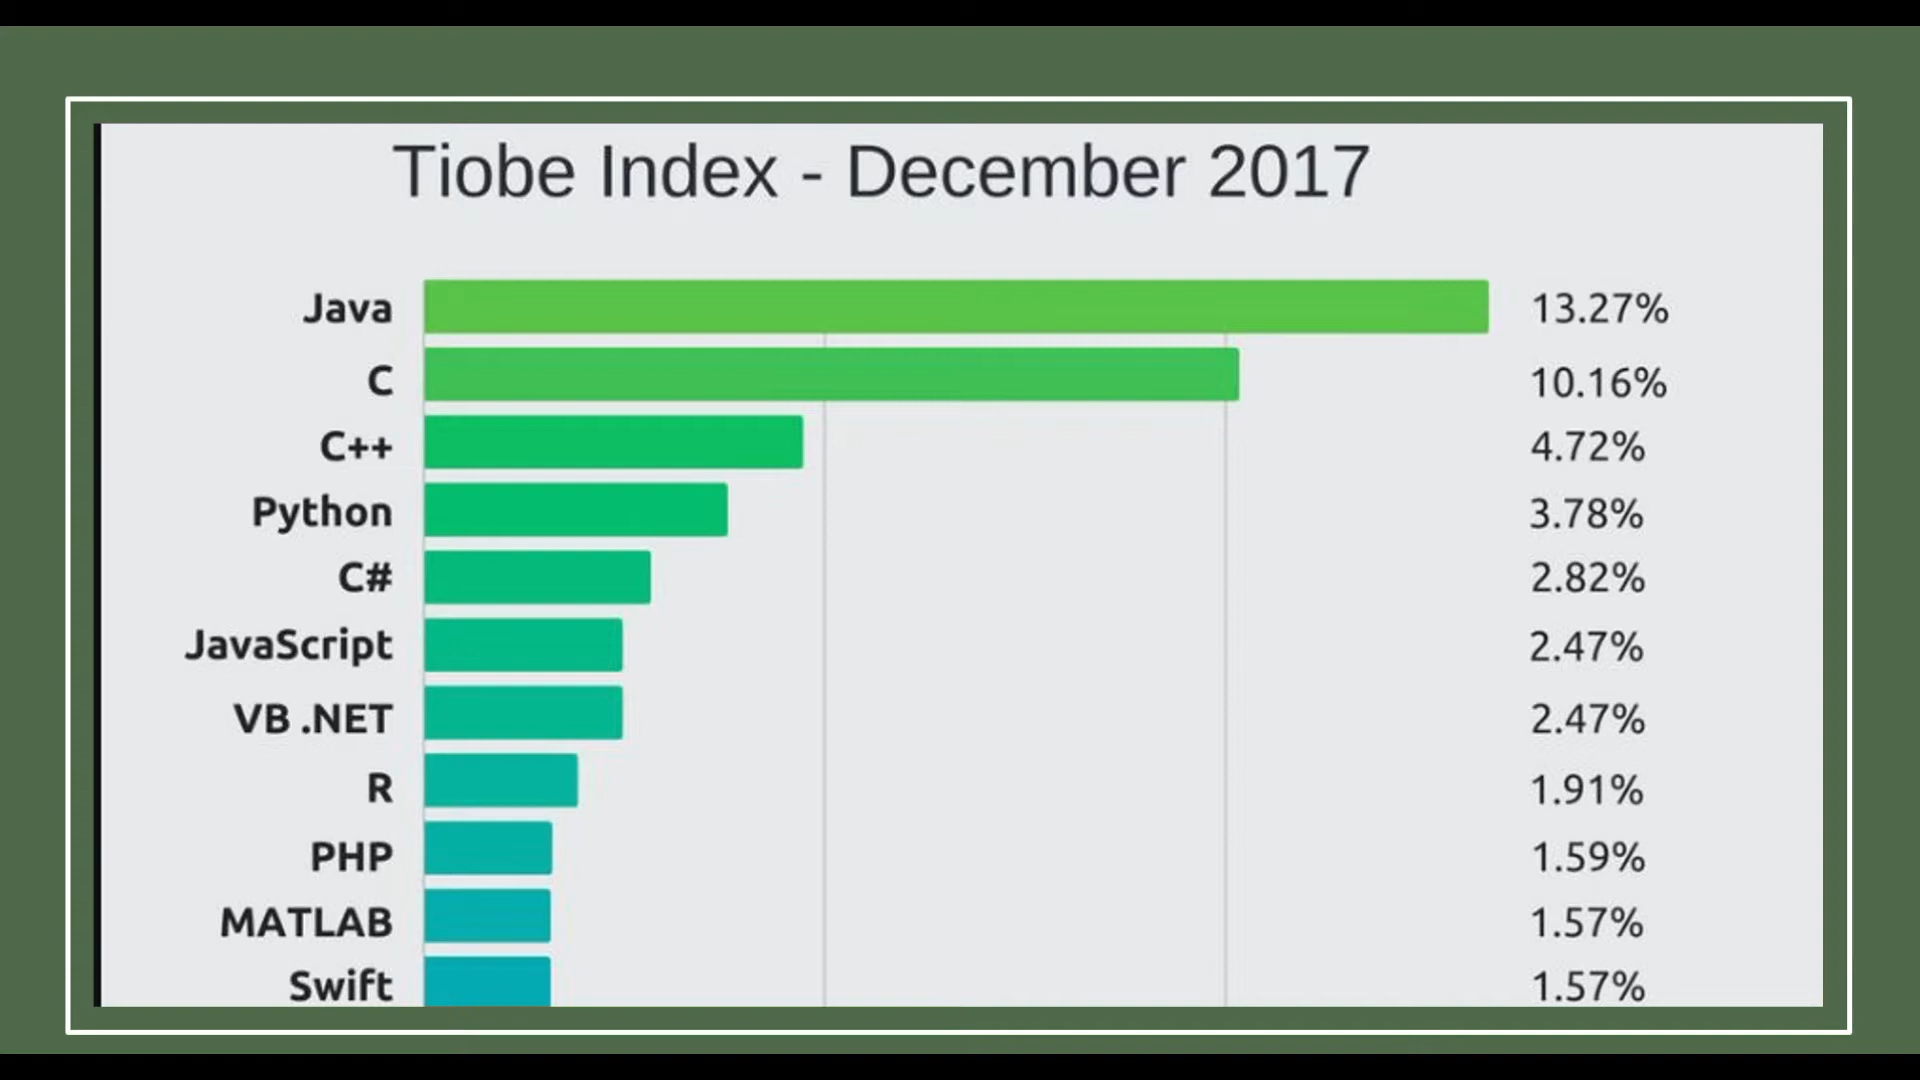 Tiobe Index - December 2017
Java 13.27%
C 10.16%
C++ 4.72%
Python 3.78%
C# 2.82%
JavaScript 2.47%
VB .NET 2.47%
R 1.91%
PHP 1.59%
MATLAB 1.57%
Swift 1.57%